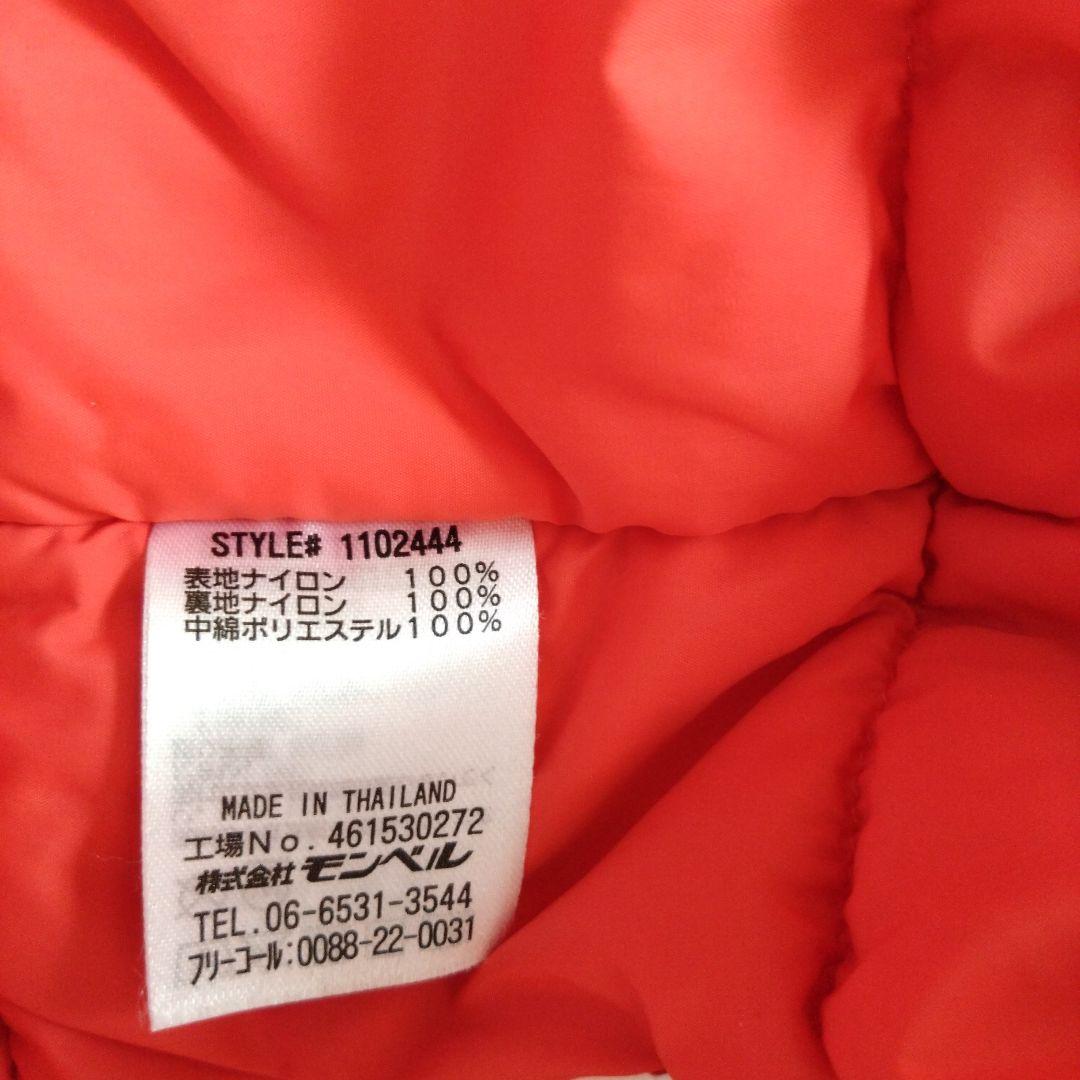 STYLE# 1102444
表地ナイロン 100%
裏地ナイロン 100%
中綿ポリエステル100%
MADE IN THAILAND
工場No. 461530272
株式会社 モンベル
TEL.06-6531-3544
フリーコール:0088-22-0031